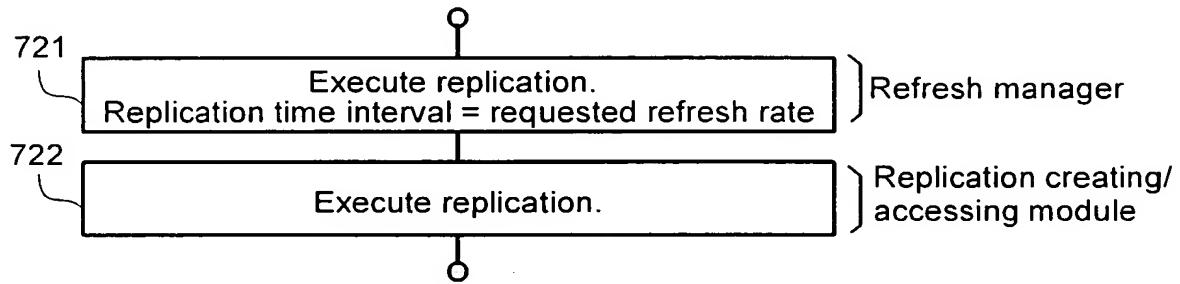 721
Execute replication.
Replication time interval = requested refresh rate
Refresh manager
722
Execute replication.
Replication creating/
accessing module